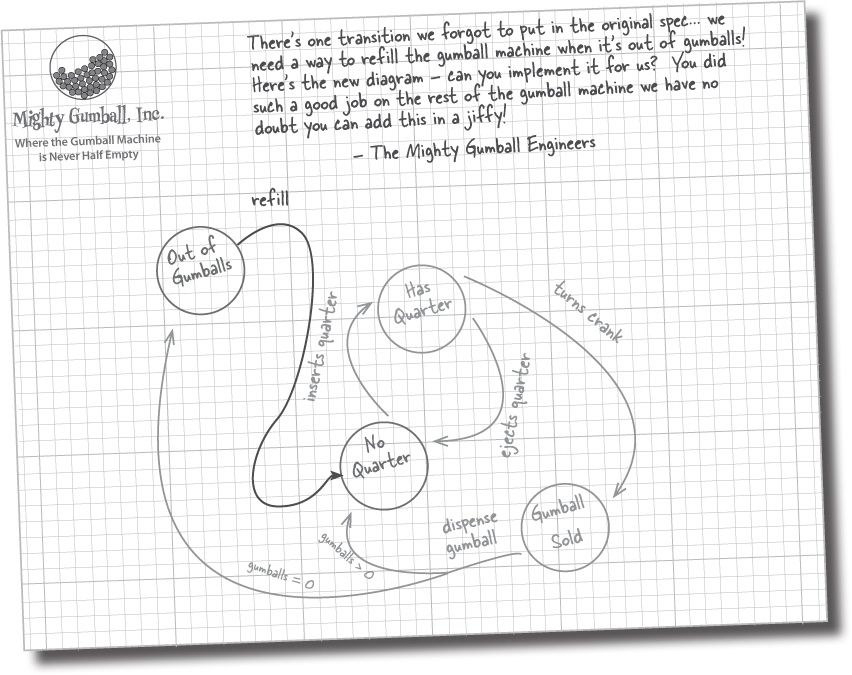 There's one transition we forgot to put in the original spec... we
need a way to refill the gumball machine when it's out of gumballs!
Here's the new diagram – can you implement it for us? You did
such a good job on the rest of the gumball machine we have no
doubt you can add this in a jiffy!
– The Mighty Gumball Engineers
Mighty Gumball, Inc.
Where the Gumball Machine
is Never Half Empty
refill
Out of
Gumballs
Has
Quarter
turns crank
inserts quarter
ejects quarter
No
Quarter
Gumball
Sold
dispense
gumball
gumballs > 0
gumballs = 0